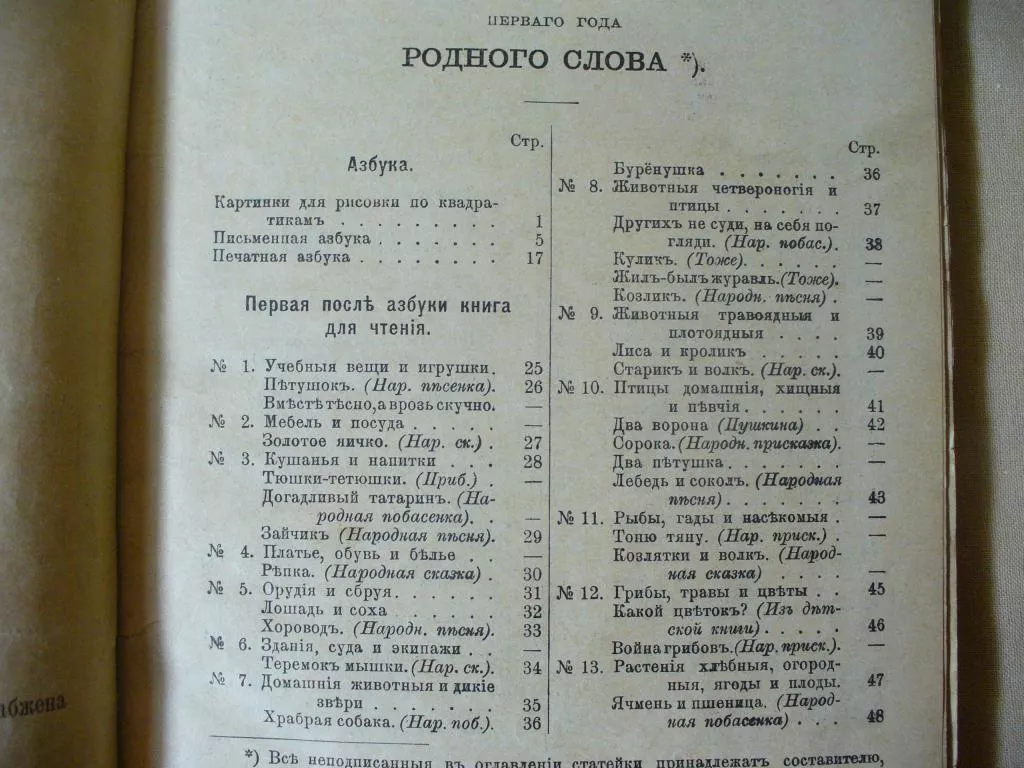 ПЕРВАГО ГОДА
РОДНОГО СЛОВА *).
Стр.
Азбука.
Картинки для рисовки по квадра-
тикамъ . . . . . . . . . 1
Письменная азбука . . . . . . . 5
Печатная азбука . . . . . . . . 17
Первая послѣ азбуки книга
для чтенія.
№ 1. Учебныя вещи и игрушки. 25
Пѣтушокъ. (Нар. пѣсенка). 26
Вмѣстѣ тѣсно, а врозь скучно. —
№ 2. Мебель и посуда . . . . . —
Золотое яичко. (Нар. ск.) . 27
№ 3. Кушанья и напитки . . . 28
Тюшки-тетюшки. (Приб.) . —
Догадливый татаринъ. (На-
родная побасенка). . —
Зайчикъ (Народная пѣсня). 29
№ 4. Платье, обувь и бѣлье . . —
Рѣпка. (Народная сказка) . 30
№ 5. Орудія и сбруя. . . . . . 31
Лошадь и соха . . . . . . 32
Хороводъ. (Народн. пѣсня). 33
№ 6. Зданія, суда и экипажи . . —
Теремокъ мышки. (Нар. ск.). 34
№ 7. Домашнія животныя и дикіе
звѣри . . . . . . . . 35
Храбрая собака. (Нар. поб.). 36
Стр.
Бурёнушка . . . . . . . 36
№ 8. Животныя четвероногія и
птицы . . . . . . . 37
Другихъ не суди, на себя по-
гляди. (Нар. побас.). 38
Куликъ. (Тоже). . . . . . —
Жилъ-былъ журавль. (Тоже). —
Козликъ. (Народн. пѣсня) . —
№ 9. Животныя травоядныя и
плотоядныя . . . . 39
Лиса и кроликъ . . . . . 40
Старикъ и волкъ. (Нар. ск.). —
№ 10. Птицы домашнія, хищныя
и пѣвчія . . . . . . 41
Два ворона (Пушкина) . . 42
Сорока. (Народн. присказка). —
Два пѣтушка . . . . . . . —
Лебедь и соколъ. (Народная
пѣсня) . . . . . . . 43
№ 11. Рыбы, гады и насѣкомыя . —
Тоню тяну. (Нар. приск.) . —
Козлятки и волкъ. (Народ-
ная сказка) . . . . —
№ 12. Грибы, травы и цвѣты . . 45
Какой цвѣтокъ? (Изъ дѣт-
ской книги) . . . . . 46
Война грибовъ. (Нар. приск.). —
№ 13. Растенія хлѣбныя, огород-
ныя, ягоды и плоды. 47
Ячмень и пшеница. (Народ-
ная побасенка) . . . 48
*) Всѣ неподписанныя въ оглавленіи статейки принадлежатъ составителю,
абжена